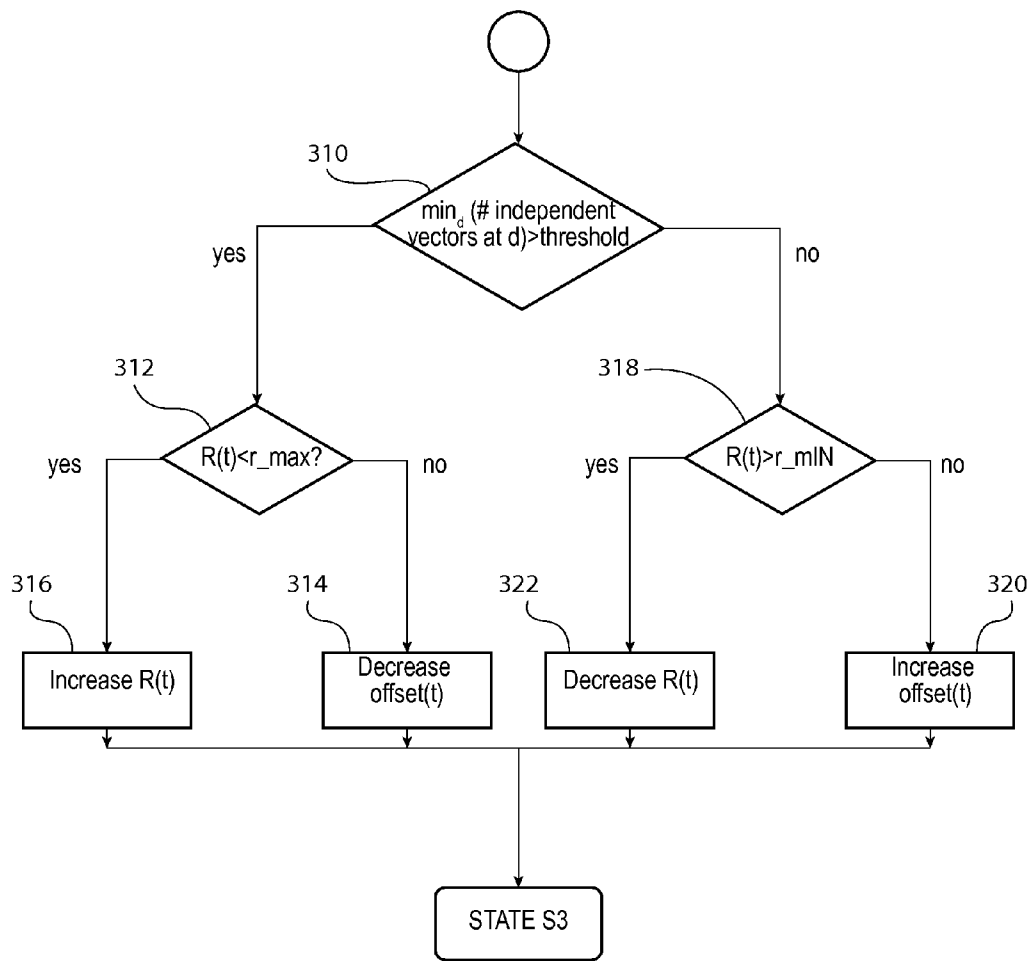 310
min_d (# independent
vectors at d)>threshold
yes
no
312
318
R(t)<r_max?
R(t)>r_mIN
yes
no
yes
no
316
314
322
320
Increase R(t)
Decrease
offset(t)
Decrease R(t)
Increase
offset(t)
STATE S3